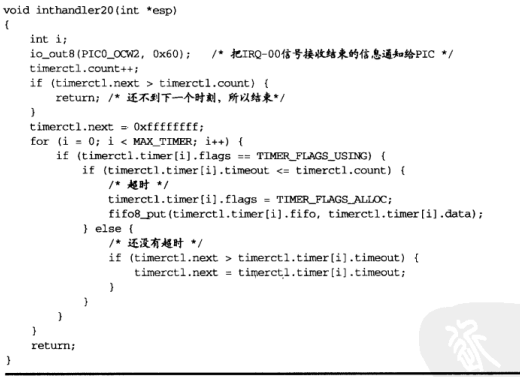 void inthandler20(int *esp)
{
    int i;
    io_out8(PIC0_OCW2, 0x60);   /* 把IRQ-00信号接收结束的信息通知给PIC */
    timerctl.count++;
    if (timerctl.next > timerctl.count) {
        return; /* 还不到下一个时刻，所以结束*/
    }
    timerctl.next = 0xffffffff;
    for (i = 0; i < MAX_TIMER; i++) {
        if (timerctl.timer[i].flags == TIMER_FLAGS_USING) {
            if (timerctl.timer[i].timeout <= timerctl.count) {
                /* 超时 */
                timerctl.timer[i].flags = TIMER_FLAGS_ALLOC;
                fifo8_put(timerctl.timer[i].fifo, timerctl.timer[i].data);
            } else {
                /* 还没有超时 */
                if (timerctl.next > timerctl.timer[i].timeout) {
                    timerctl.next = timerctl.timer[i].timeout;
                }
            }
        }
    }
    return;
}